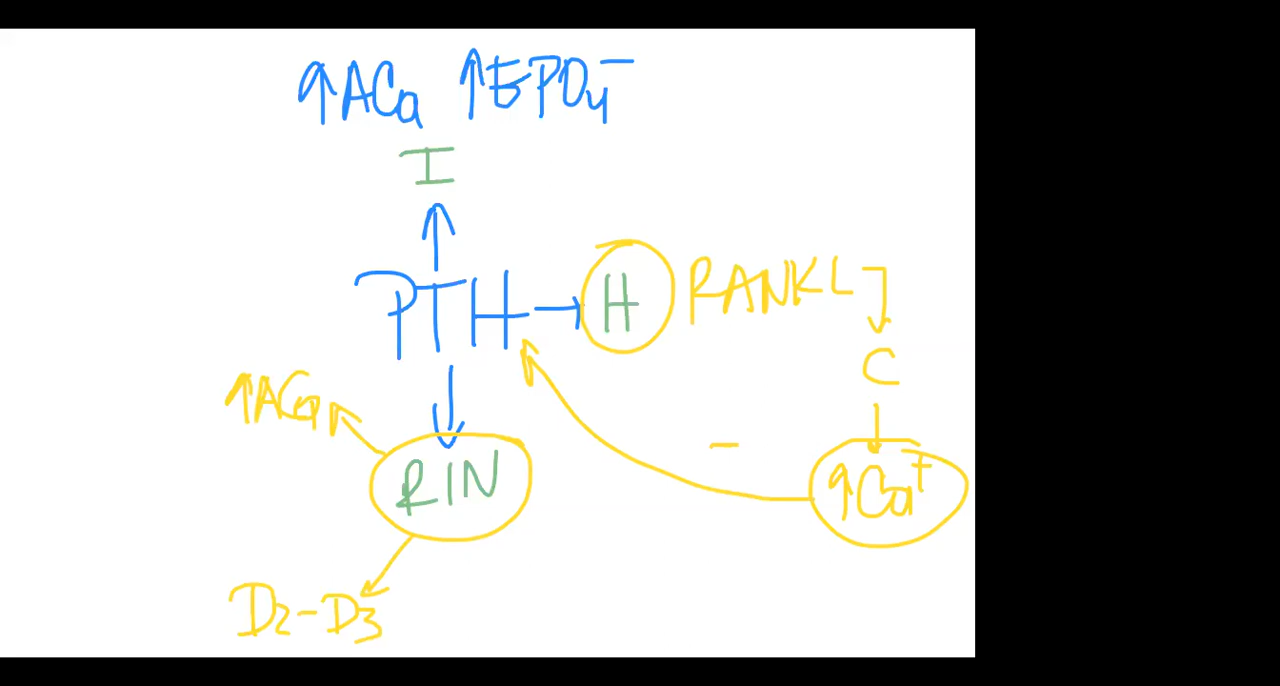 ↑ACa ↑EPO₄⁻
I
PTH → H RANKL
C
↑ACa
RIN ↑Ca⁺
−
D₂-D₃